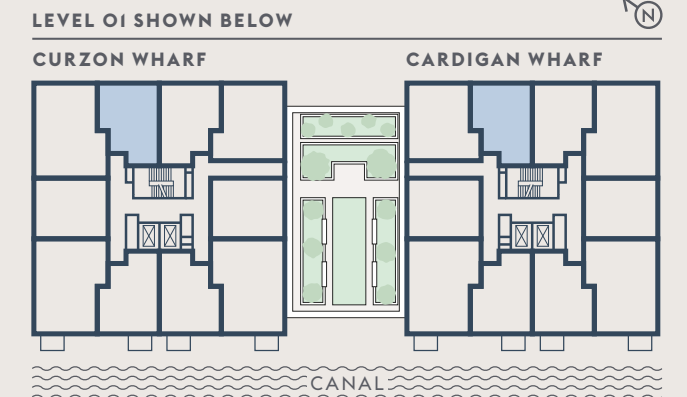 LEVEL 01 SHOWN BELOW
N
CURZON WHARF
CARDIGAN WHARF
CANAL